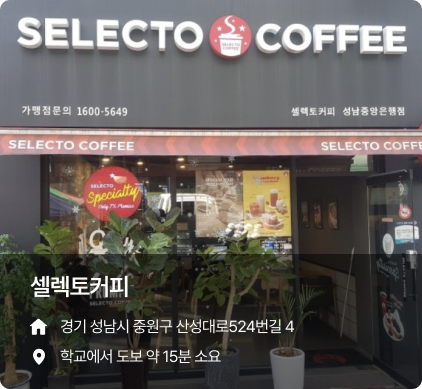 SELECTO COFFEE
가맹점문의 1600-5649
셀렉토커피 성남중앙은행점
SELECTO COFFEE
SELECTO COFFE
SELECTO
Specialty
SELECTO COFFEE
셀렉토커피
경기 성남시 중원구 산성대로524번길 4
학교에서 도보 약 15분 소요